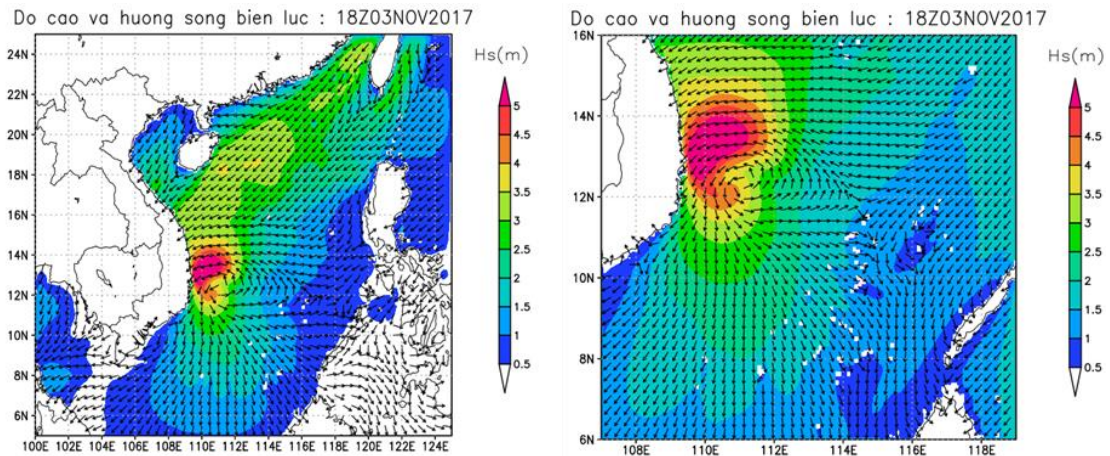 Do cao va huong song bien luc : 18Z03NOV2017
Hs(m)
24N
22N
20N
18N
16N
14N
12N
10N
8N
6N
100E 102E 104E 106E 108E 110E 112E 114E 116E 118E 120E 122E 124E
5
4.5
4
3.5
3
2.5
2
1.5
1
0.5
Do cao va huong song bien luc : 18Z03NOV2017
Hs(m)
16N
14N
12N
10N
8N
6N
108E 110E 112E 114E 116E 118E
5
4.5
4
3.5
3
2.5
2
1.5
1
0.5